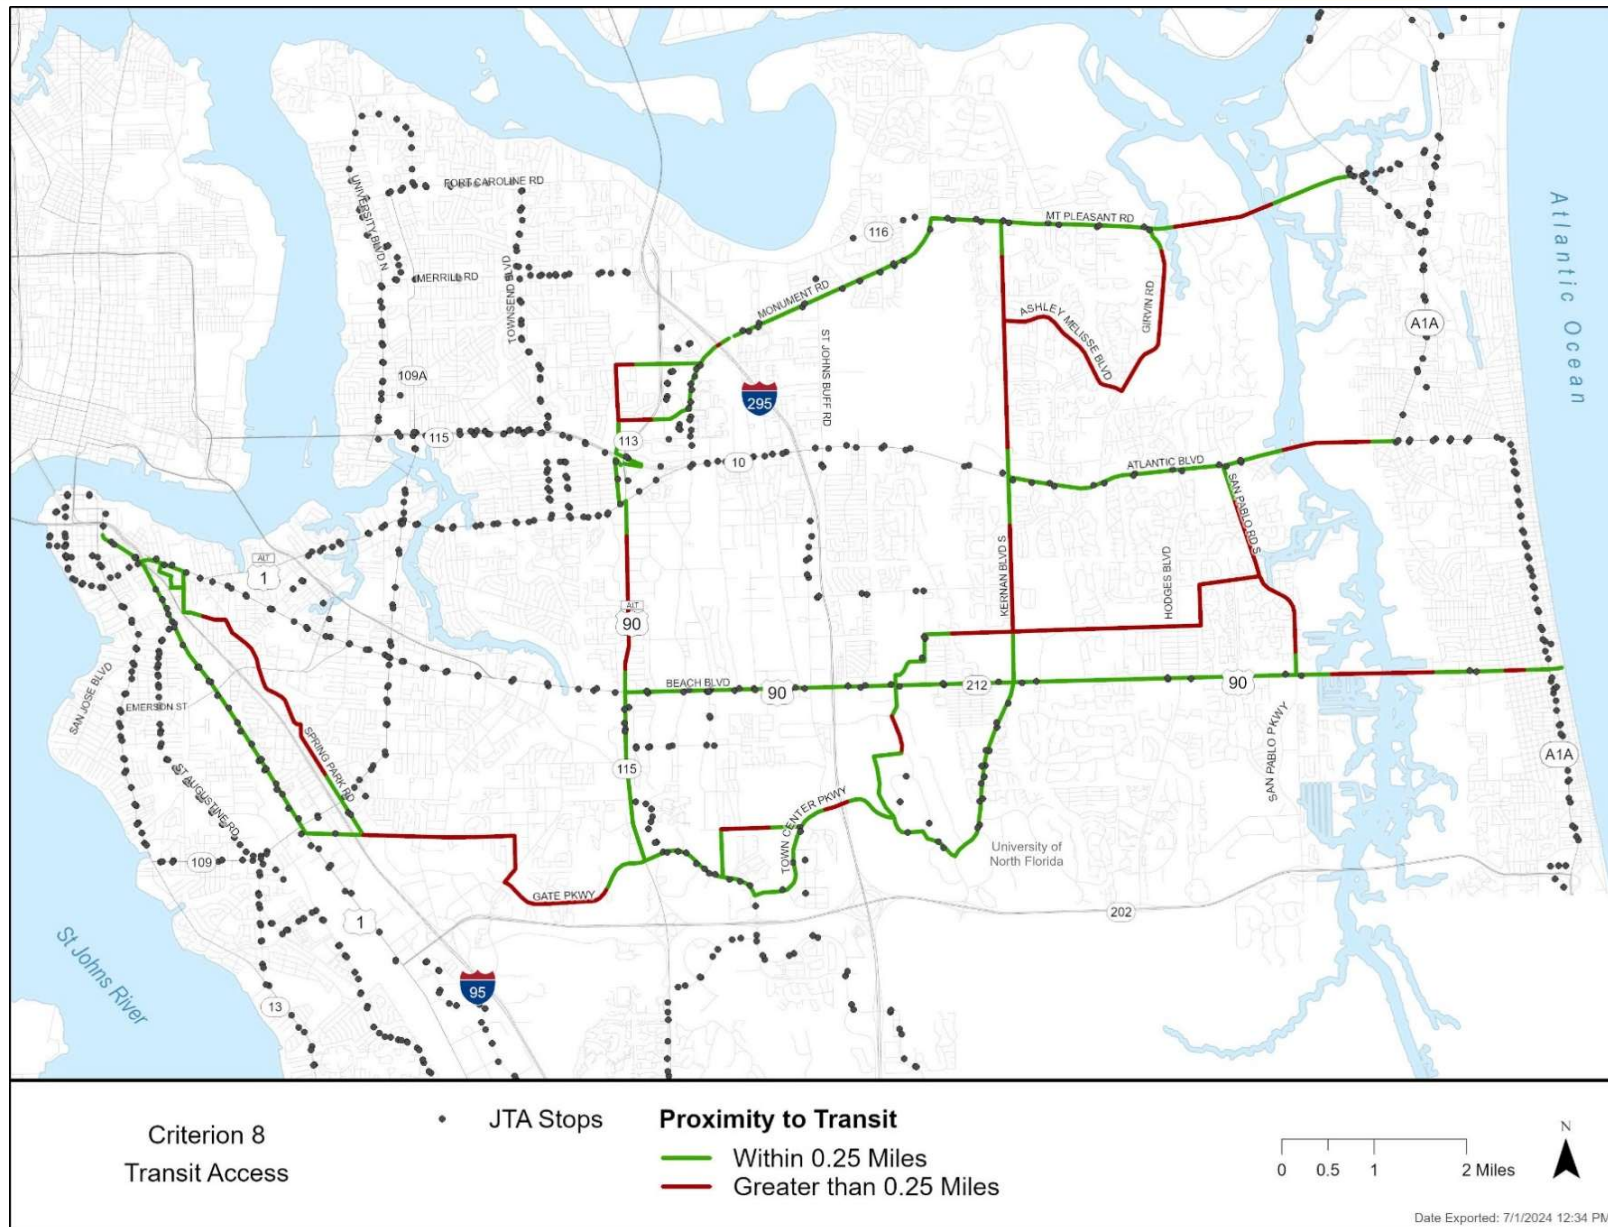 FORT CAROLINE RD
UNIVERSITY BLVD N
MERRILL RD
TOWNSEND BLVD
109A
115
116
MT PLEASANT RD
MONUMENT RD
ASHLEY MELISSE BLVD
GIRVIN RD
A1A
Atlantic Ocean
ST JOHNS BUFF RD
295
113
10
ATLANTIC BLVD
SAN PABLO RD S
KERNAN BLVD S
HODGES BLVD
ALT
1
ALT
90
BEACH BLVD
90
212
90
SAN JOSE BLVD
EMERSON ST
SPRING PARK RD
ST AUGUSTINE RD
109
115
TOWN CENTER PKWY
SAN PABLO PKWY
A1A
University of
North Florida
GATE PKWY
202
1
95
13
St Johns River
Criterion 8
Transit Access
JTA Stops
Proximity to Transit
Within 0.25 Miles
Greater than 0.25 Miles
0 0.5 1 2 Miles
N
Date Exported: 7/1/2024 12:34 PM